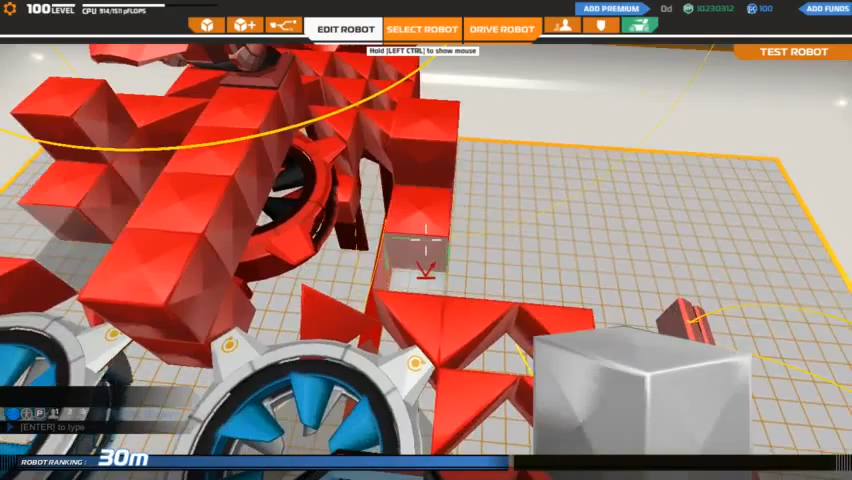 100 LEVEL CPU 914/1511 pFLOPS ADD PREMIUM 0d 10230312 100 ADD FUNDS
EDIT ROBOT SELECT ROBOT DRIVE ROBOT
Hold [LEFT CTRL] to show mouse
TEST ROBOT
P
[ENTER] to type
ROBOT RANKING: 30m